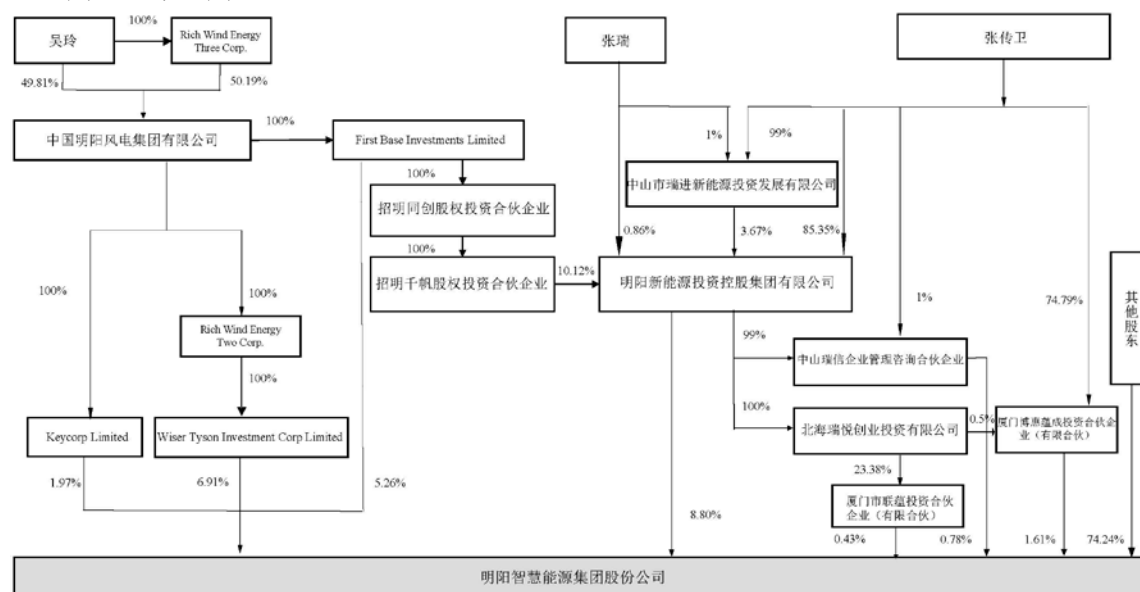 吴玲
100%
Rich Wind Energy
Three Corp.
张瑞
张传卫
49.81%
50.19%
中国明阳风电集团有限公司
100%
First Base Investments Limited
1%
99%
100%
中山市瑞进新能源投资发展有限公司
招明同创股权投资合伙企业
0.86%
3.67%
85.35%
100%
招明千帆股权投资合伙企业
10.12%
明阳新能源投资控股集团有限公司
100%
100%
1%
74.79%
其他股东
Rich Wind Energy
Two Corp.
99%
中山瑞信企业管理咨询合伙企业
100%
100%
Keycorp Limited
Wiser Tyson Investment Corp Limited
北海瑞悦创业投资有限公司
0.5%
厦门博惠蕴成投资合伙企
业（有限合伙）
1.97%
6.91%
5.26%
23.38%
厦门市联蕴投资合伙
企业（有限合伙）
8.80%
0.43%
0.78%
1.61%
74.24%
明阳智慧能源集团股份公司